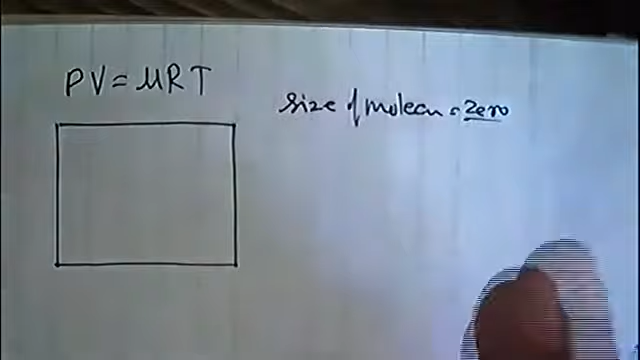 PV = μRT
size of molecu = zero